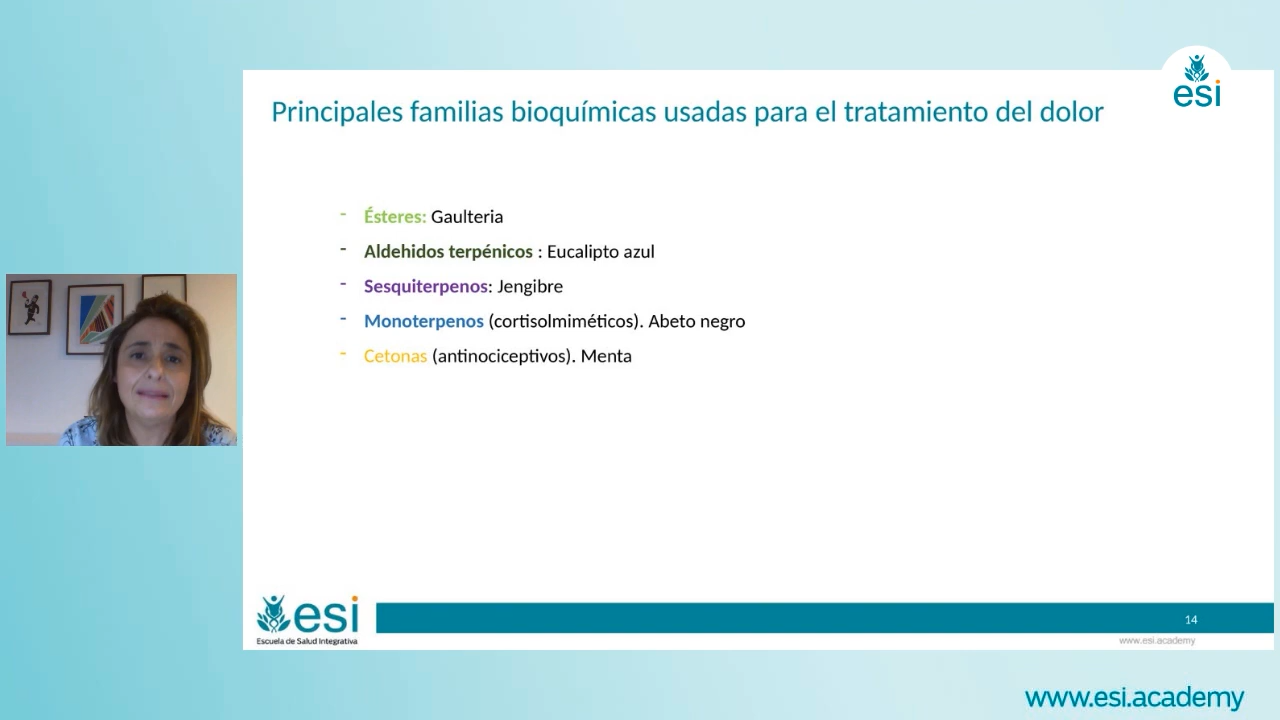 esi
Principales familias bioquímicas usadas para el tratamiento del dolor
- Ésteres: Gaulteria
- Aldehidos terpénicos : Eucalipto azul
- Sesquiterpenos: Jengibre
- Monoterpenos (cortisolmiméticos). Abeto negro
- Cetonas (antinociceptivos). Menta
esi
Escuela de Salud Integrativa
14
www.esi.academy
www.esi.academy